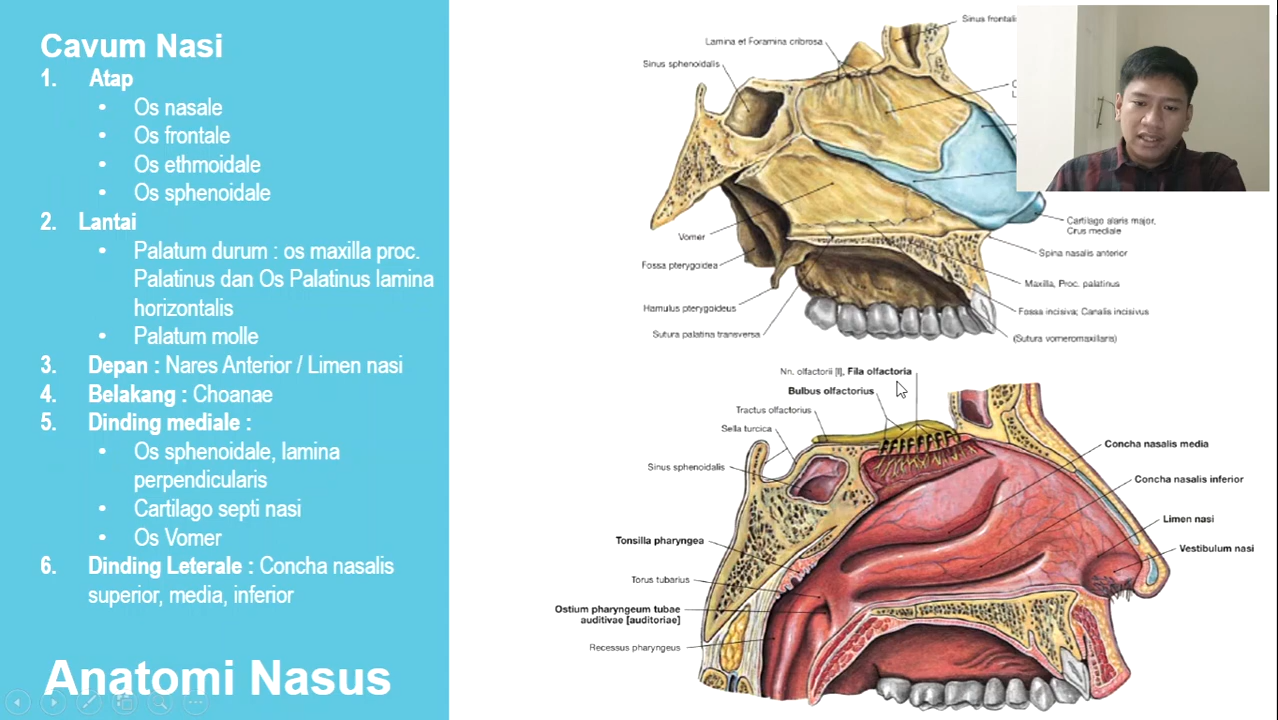 Cavum Nasi
1. Atap
• Os nasale
• Os frontale
• Os ethmoidale
• Os sphenoidale
2. Lantai
• Palatum durum : os maxilla proc.
Palatinus dan Os Palatinus lamina
horizontalis
• Palatum molle
3. Depan : Nares Anterior / Limen nasi
4. Belakang : Choanae
5. Dinding mediale :
• Os sphenoidale, lamina
perpendicularis
• Cartilago septi nasi
• Os Vomer
6. Dinding Leterale : Concha nasalis
superior, media, inferior
Anatomi Nasus
Sinus frontalis
Lamina et Foramina cribrosa
Sinus sphenoidalis
Cartilago alaris major,
Crus mediale
Vomer
Spina nasalis anterior
Fossa pterygoidea
Maxilla, Proc. palatinus
Hamulus pterygoideus
Fossa incisiva; Canalis incisivus
Sutura palatina transversa
(Sutura vomeromaxillaris)
Nn. olfactorii [I], Fila olfactoria
Bulbus olfactorius
Tractus olfactorius
Sella turcica
Concha nasalis media
Sinus sphenoidalis
Concha nasalis inferior
Limen nasi
Tonsilla pharyngea
Vestibulum nasi
Torus tubarius
Ostium pharyngeum tubae
auditivae [auditoriae]
Recessus pharyngeus